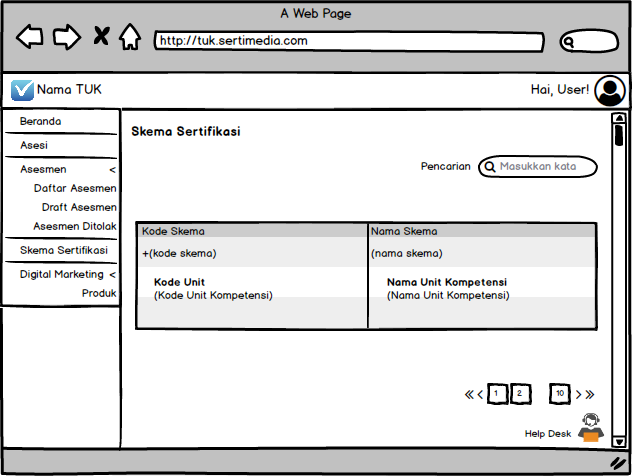 A Web Page
http://tuk.sertimedia.com
Nama TUK
Hai, User!
Beranda
Asesi
Asesmen <
Daftar Asesmen
Draft Asesmen
Asesmen Ditolak
Skema Sertifikasi
Digital Marketing <
Produk
Skema Sertifikasi
Pencarian Masukkan kata
Kode Skema Nama Skema
+(kode skema) (nama skema)
Kode Unit Nama Unit Kompetensi
(Kode Unit Kompetensi) (Nama Unit Kompetensi)
≪ < 1 2 10 > ≫
Help Desk